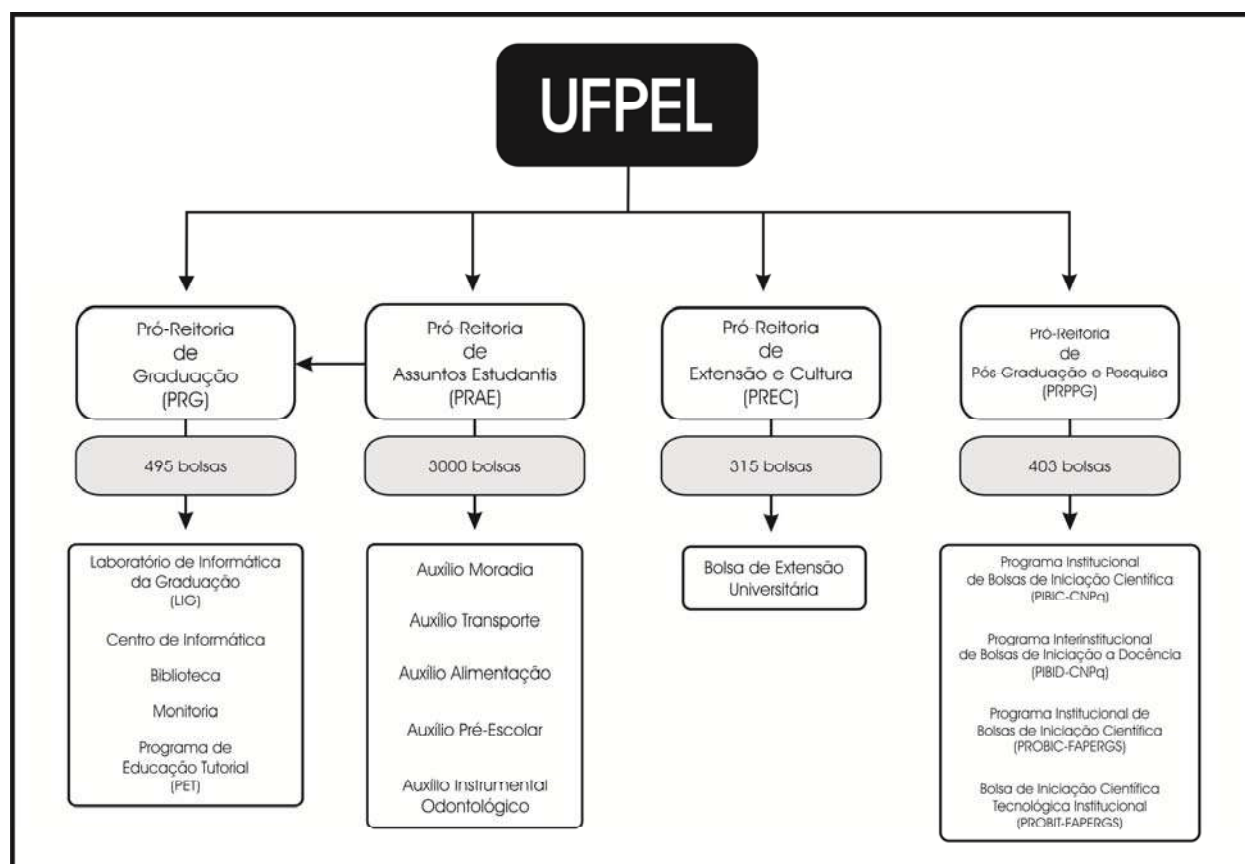 UFPEL
Pró-Reitoria
de
Graduação
(PRG)
495 bolsas
Laboratório de Informática
da Graduação
(LIG)
Centro de Informática
Biblioteca
Monitoria
Programa de
Educação Tutorial
(PET)
Pró-Reitoria
de
Assuntos Estudantis
(PRAE)
3000 bolsas
Auxílio Moradia
Auxílio Transporte
Auxílio Alimentação
Auxílio Pré-Escolar
Auxílio Instrumental
Odontológico
Pró-Reitoria
de
Extensão e Cultura
(PREC)
315 bolsas
Bolsa de Extensão
Universitária
Pró-Reitoria
de
Pós-Graduação e Pesquisa
(PRPPG)
403 bolsas
Programa Institucional
de Bolsas de Iniciação Científica
(PIBIC-CNPq)
Programa Interinstitucional
de Bolsas de Iniciação a Docência
(PIBID-CNPq)
Programa Institucional de
Bolsas de Iniciação Científica
(PROBIC-FAPERGS)
Bolsa de Iniciação Científica
Tecnológica Institucional
(PROBIT-FAPERGS)